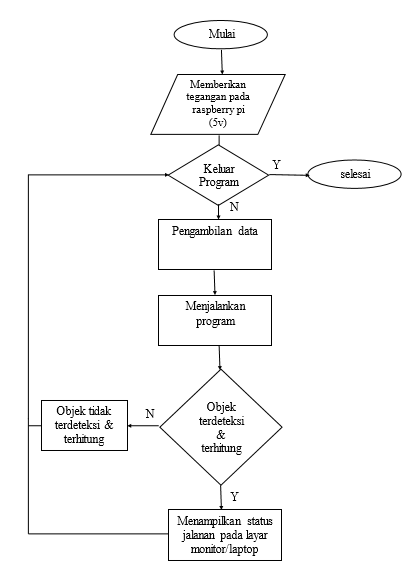 Mulai
Memberikan
tegangan pada
raspberry pi
(5v)
Keluar
Program
Y
selesai
N
Pengambilan data
Menjalankan
program
Objek
terdeteksi
&
terhitung
N
Objek tidak
terdeteksi &
terhitung
Y
Menampilkan status
jalanan pada layar
monitor/laptop